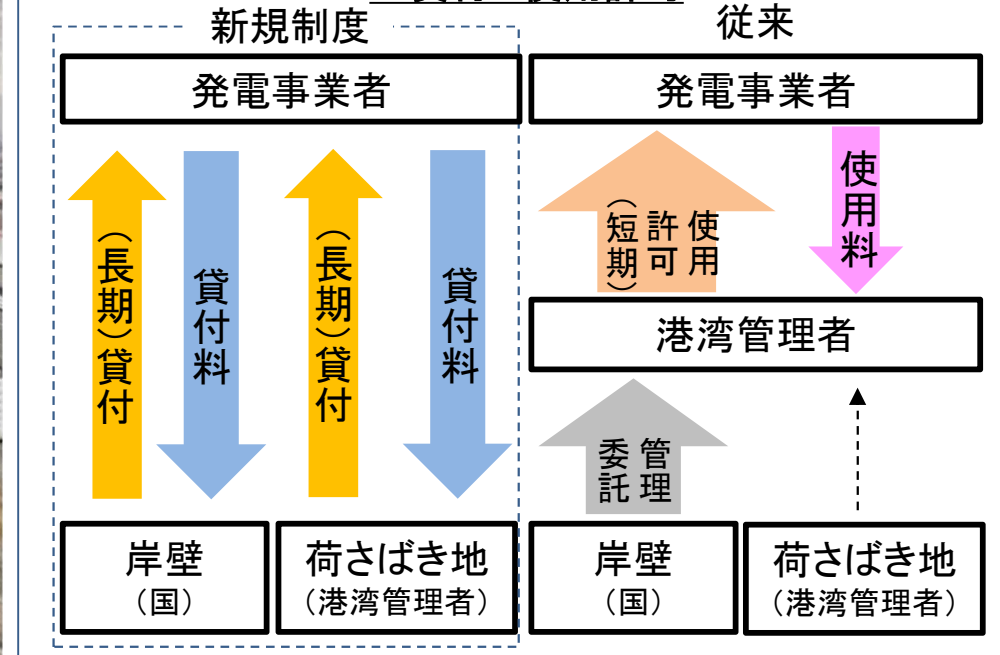 新規制度
発電事業者
(長期)貸付
貸付料
(長期)貸付
貸付料
岸壁
(国)
荷さばき地
(港湾管理者)
従来
発電事業者
使用
許可
(短期)
使用料
港湾管理者
管理
委託
岸壁
(国)
荷さばき地
(港湾管理者)